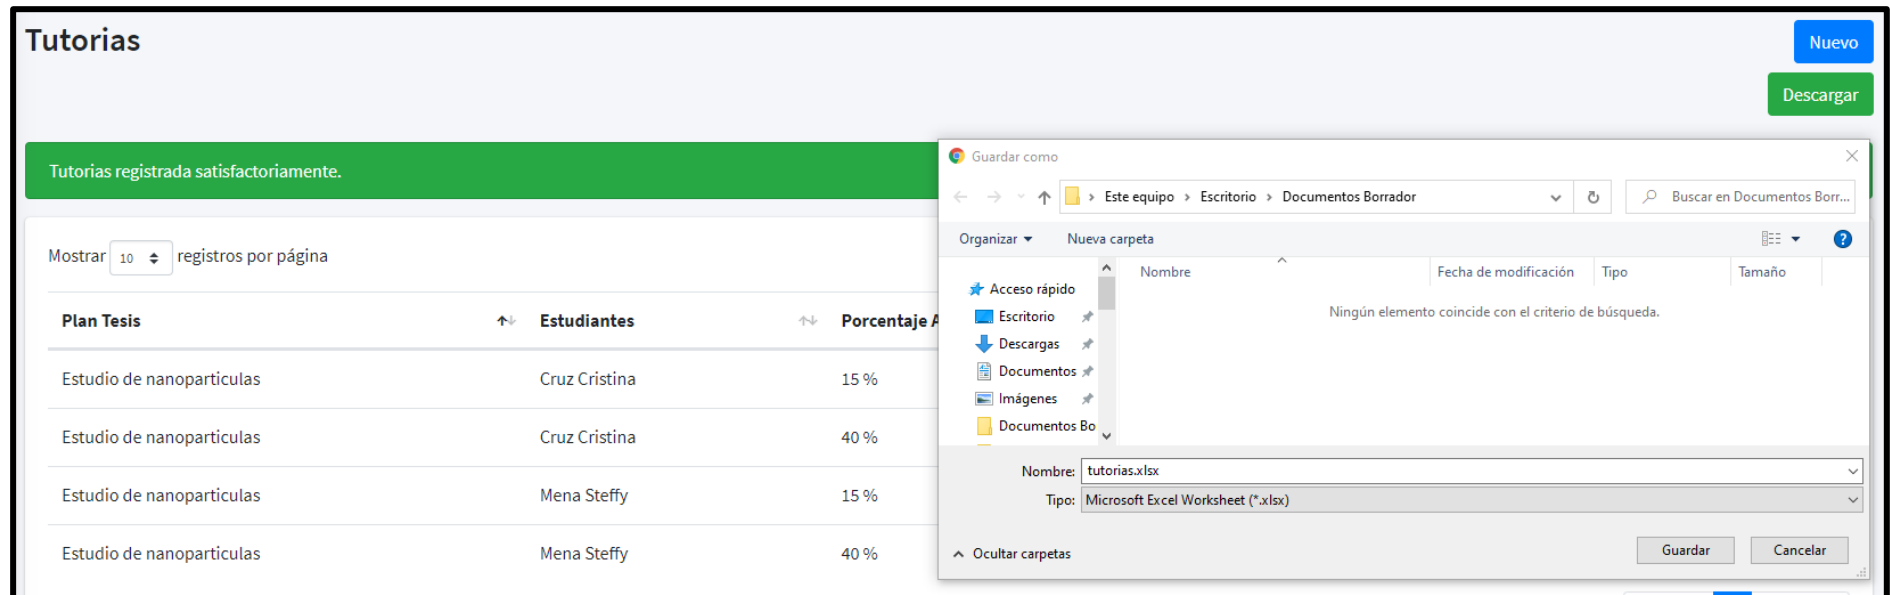 Tutorias
Nuevo
Descargar
Tutorias registrada satisfactoriamente.
Mostrar 10 registros por página
Plan Tesis Estudiantes Porcentaje A
Estudio de nanoparticulas Cruz Cristina 15 %
Estudio de nanoparticulas Cruz Cristina 40 %
Estudio de nanoparticulas Mena Steffy 15 %
Estudio de nanoparticulas Mena Steffy 40 %
Guardar como
Este equipo > Escritorio > Documentos Borrador
Buscar en Documentos Borr...
Organizar Nueva carpeta
Nombre Fecha de modificación Tipo Tamaño
Ningún elemento coincide con el criterio de búsqueda.
Acceso rápido
Escritorio
Descargas
Documentos
Imágenes
Documentos Bo
Nombre: tutorias.xlsx
Tipo: Microsoft Excel Worksheet (*.xlsx)
Ocultar carpetas
Guardar Cancelar